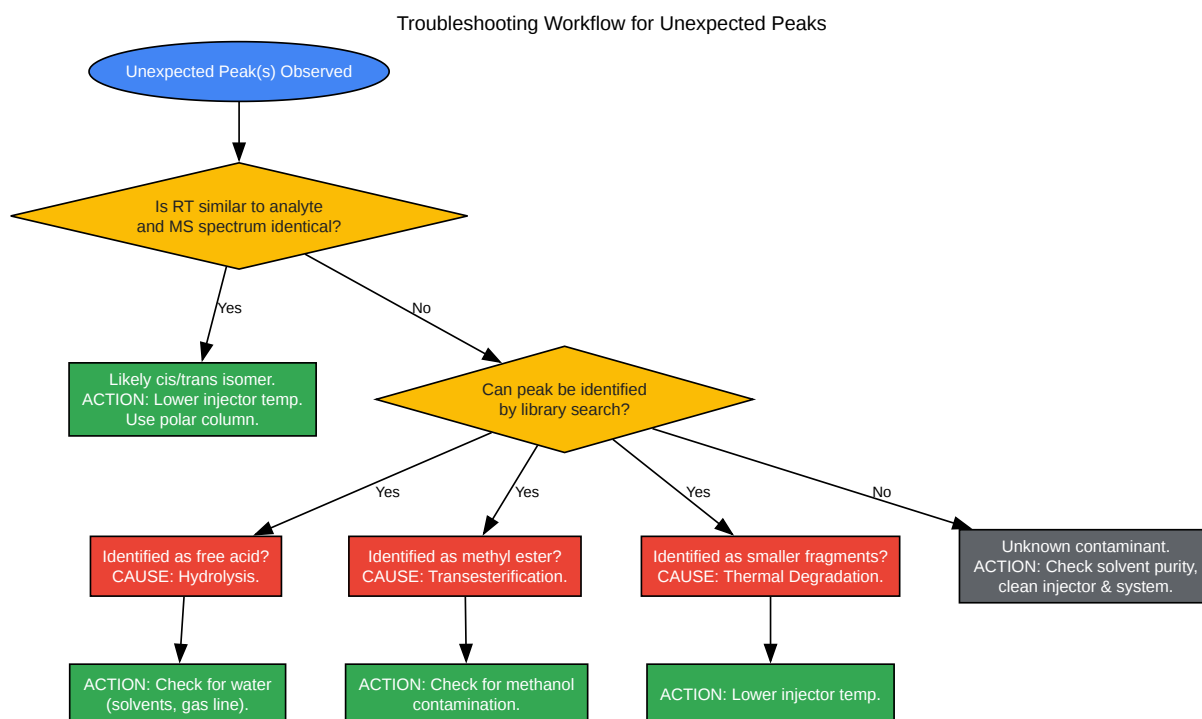 Troubleshooting Workflow for Unexpected Peaks
Unexpected Peak(s) Observed
Is RT similar to analyte
and MS spectrum identical?
Yes
No
Likely cis/trans isomer.
ACTION: Lower injector temp.
Use polar column.
Can peak be identified
by library search?
Yes
Yes
Yes
No
Identified as free acid?
CAUSE: Hydrolysis.
Identified as methyl ester?
CAUSE: Transesterification.
Identified as smaller fragments?
CAUSE: Thermal Degradation.
Unknown contaminant.
ACTION: Check solvent purity,
clean injector & system.
ACTION: Check for water
(solvents, gas line).
ACTION: Check for methanol
contamination.
ACTION: Lower injector temp.